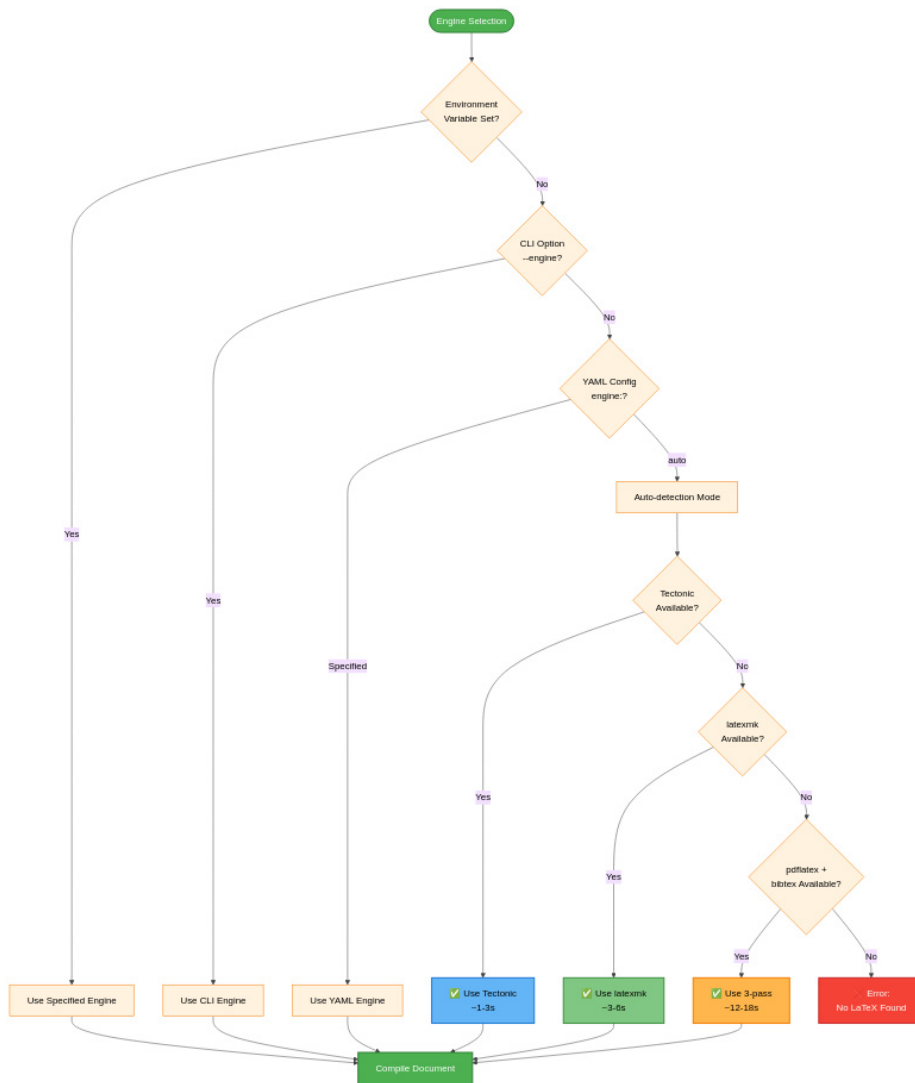 Engine Selection
Environment
Variable Set?
No
CLI Option
--engine?
No
YAML Config
engine:?
auto
Auto-detection Mode
Yes
Tectonic
Available?
Yes
Specified
No
latexmk
Available?
Yes
No
Yes
pdflatex +
bibtex Available?
Yes
No
Use Specified Engine
Use CLI Engine
Use YAML Engine
✅ Use Tectonic
~1-3s
✅ Use latexmk
~3-6s
✅ Use 3-pass
~12-18s
Error:
No LaTeX Found
Compile Document